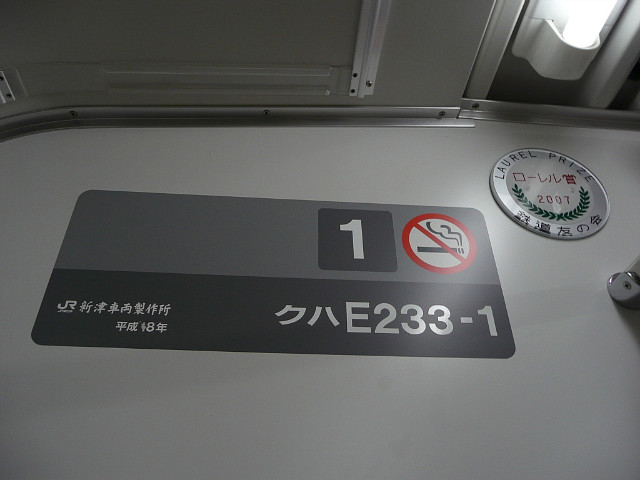 LAUREL PRIZE
ローレル賞
2007
鉄道友の会
1
JR 新津車両製作所
平成18年
クハE233-1